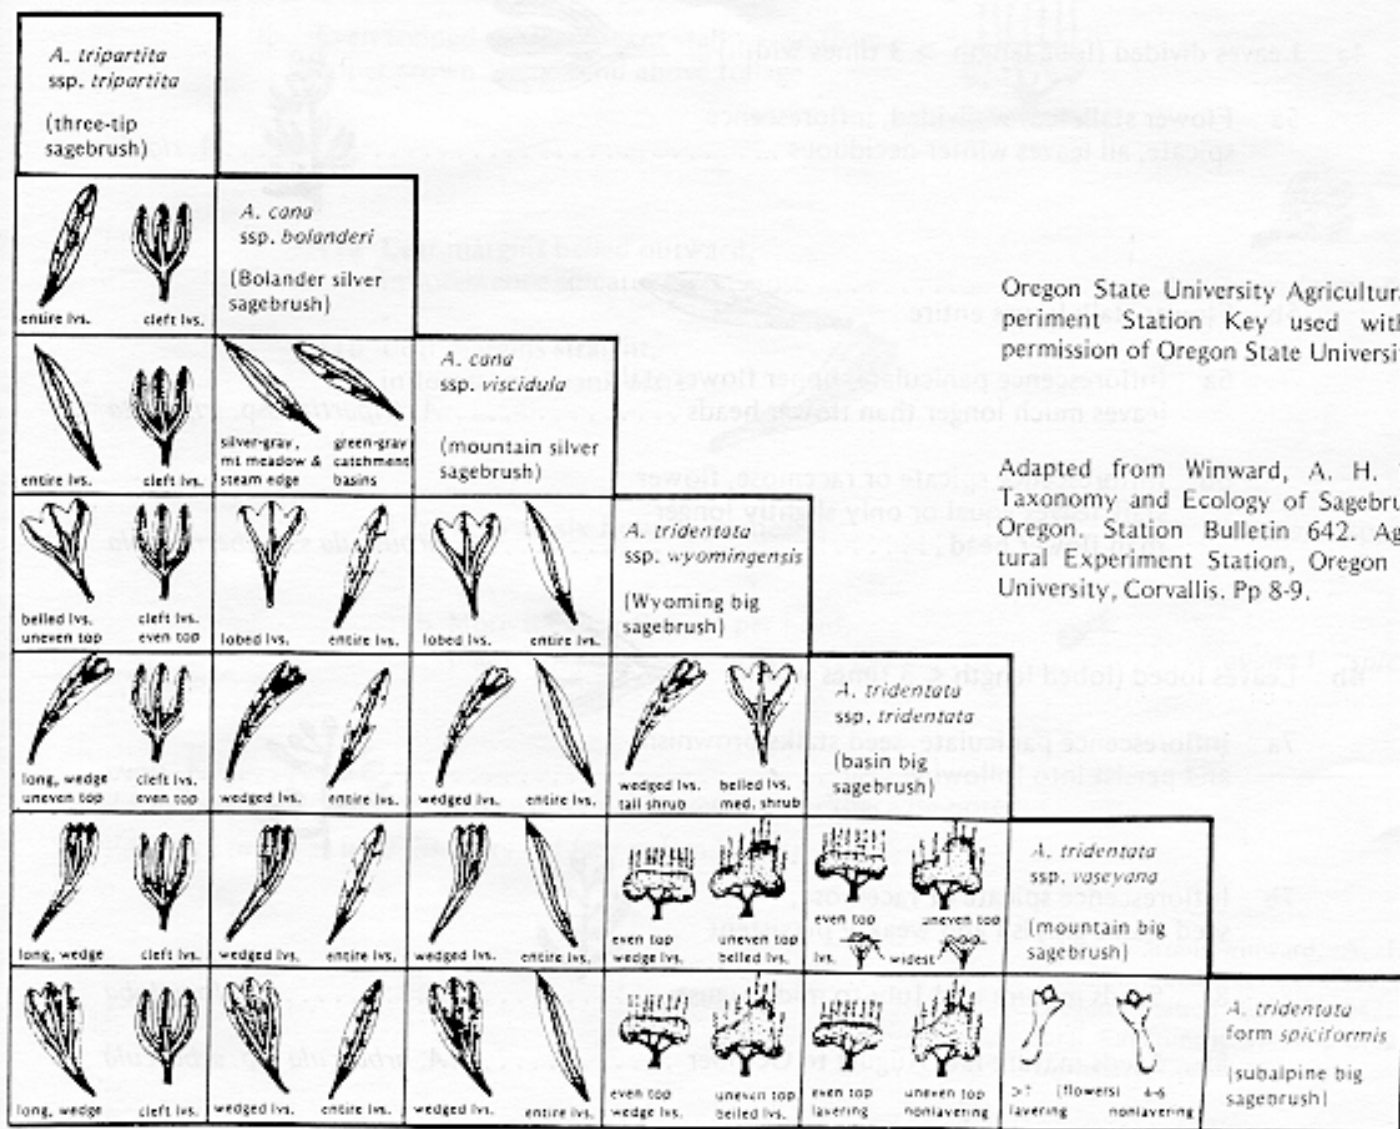 A. tripartita
ssp. tripartita
(three-tip
sagebrush)
entire lvs. cleft lvs.
A. cana
ssp. bolanderi
(Bolander silver
sagebrush)
entire lvs. cleft lvs.
silver-gray, green-gray
mt meadow & catchment
steam edge basins
A. cana
ssp. viscidula
(mountain silver
sagebrush)
belled lvs. cleft lvs.
uneven top even top
lobed lvs. entire lvs.
lobed lvs. entire lvs.
A. tridentata
ssp. wyomingensis
(Wyoming big
sagebrush)
long, wedge cleft lvs.
uneven top even top
wedged lvs. entire lvs.
wedged lvs. entire lvs.
wedged lvs. belled lvs.
tall shrub med. shrub
A. tridentata
ssp. tridentata
(basin big
sagebrush)
long, wedge cleft lvs.
wedged lvs. entire lvs.
wedged lvs. entire lvs.
even top uneven top
wedge lvs. belled lvs.
even top uneven top
lvs. widest
A. tridentata
ssp. vaseyana
(mountain big
sagebrush)
long, wedge cleft lvs.
wedged lvs. entire lvs.
wedged lvs. entire lvs.
even top uneven top
wedge lvs. belled lvs.
even top uneven top
layering nonlayering
(flowers) 4-6
layering nonlayering
A. tridentata
form spiciformis
(subalpine big
sagebrush)
Oregon State University Agricultur
periment Station Key used with
permission of Oregon State Universi
Adapted from Winward, A. H.
Taxonomy and Ecology of Sagebru
Oregon Station Bulletin 642. Ag
tural Experiment Station, Oregon
University, Corvallis. Pp 8-9.